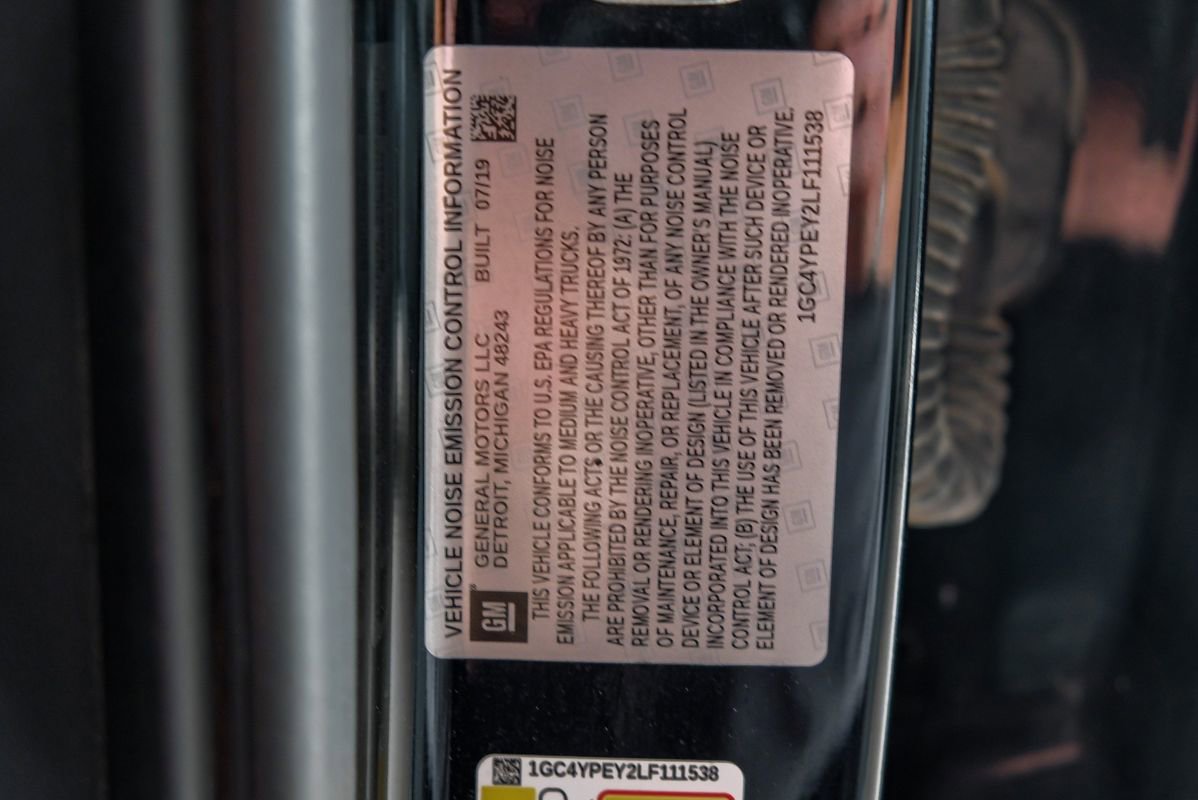 VEHICLE NOISE EMISSION CONTROL INFORMATION
GM
GENERAL MOTORS LLC BUILT 07/19
DETROIT, MICHIGAN 48243
THIS VEHICLE CONFORMS TO U.S. EPA REGULATIONS FOR NOISE
EMISSION APPLICABLE TO MEDIUM AND HEAVY TRUCKS.
THE FOLLOWING ACTS OR THE CAUSING THEREOF BY ANY PERSON
ARE PROHIBITED BY THE NOISE CONTROL ACT OF 1972: (A) THE
REMOVAL OR RENDERING INOPERATIVE, OTHER THAN FOR PURPOSES
OF MAINTENANCE, REPAIR, OR REPLACEMENT, OF ANY NOISE CONTROL
DEVICE OR ELEMENT OF DESIGN (LISTED IN THE OWNER'S MANUAL)
INCORPORATED INTO THIS VEHICLE IN COMPLIANCE WITH THE NOISE
CONTROL ACT; (B) THE USE OF THIS VEHICLE AFTER SUCH DEVICE OR
ELEMENT OF DESIGN HAS BEEN REMOVED OR RENDERED INOPERATIVE.
1GC4YPEY2LF111538
1GC4YPEY2LF111538